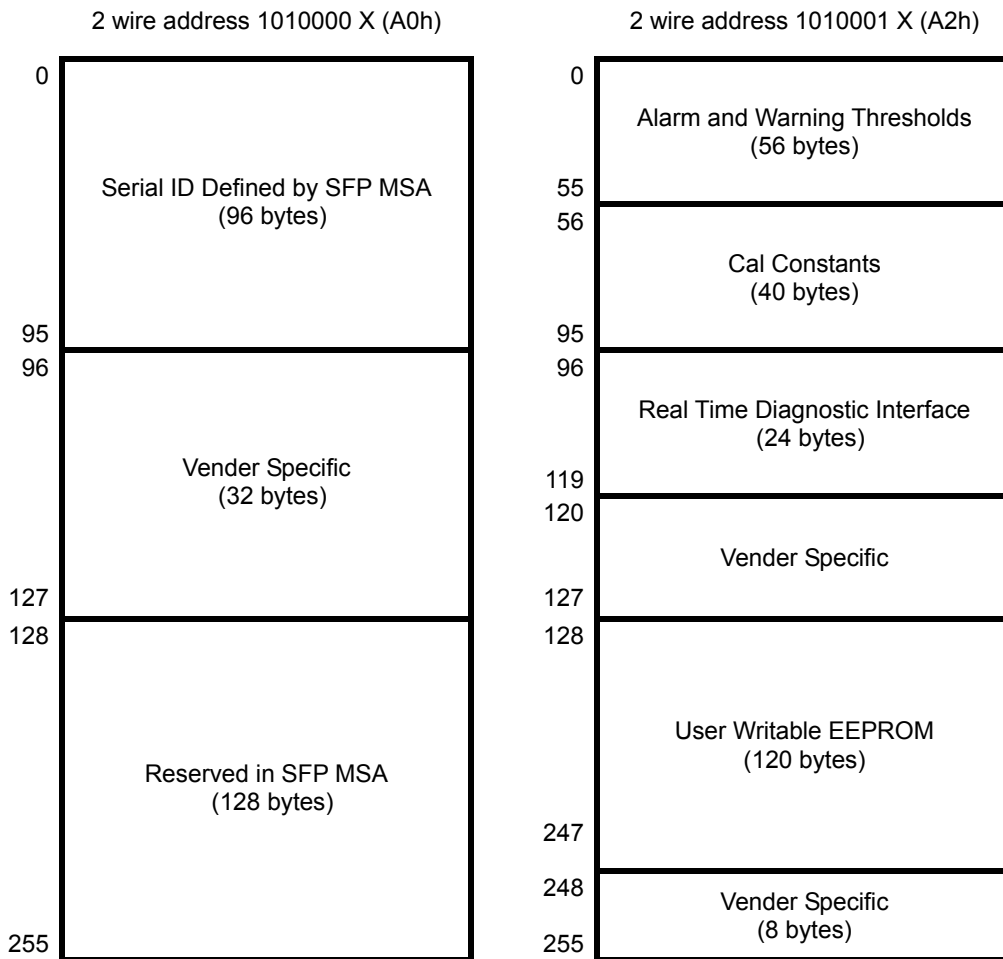 2 wire address 1010000 X (A0h)
0
Serial ID Defined by SFP MSA
(96 bytes)
95
96
Vender Specific
(32 bytes)
127
128
Reserved in SFP MSA
(128 bytes)
255
2 wire address 1010001 X (A2h)
0
Alarm and Warning Thresholds
(56 bytes)
55
56
Cal Constants
(40 bytes)
95
96
Real Time Diagnostic Interface
(24 bytes)
119
120
Vender Specific
127
128
User Writable EEPROM
(120 bytes)
247
248
Vender Specific
(8 bytes)
255